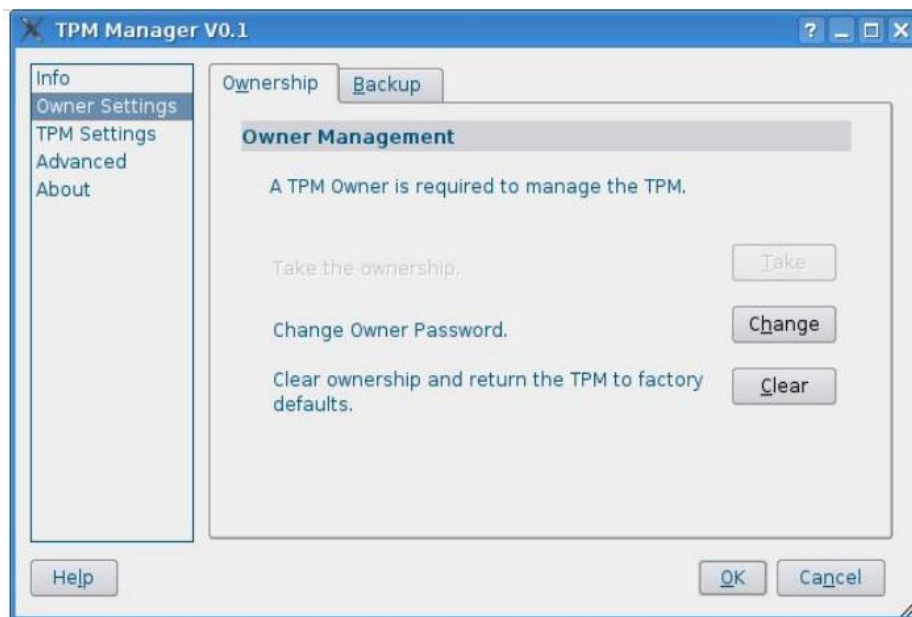 TPM Manager V0.1
Info
Owner Settings
TPM Settings
Advanced
About
Ownership
Backup
Owner Management
A TPM Owner is required to manage the TPM.
Take the ownership.
Take
Change Owner Password.
Change
Clear ownership and return the TPM to factory
defaults.
Clear
Help
OK
Cancel